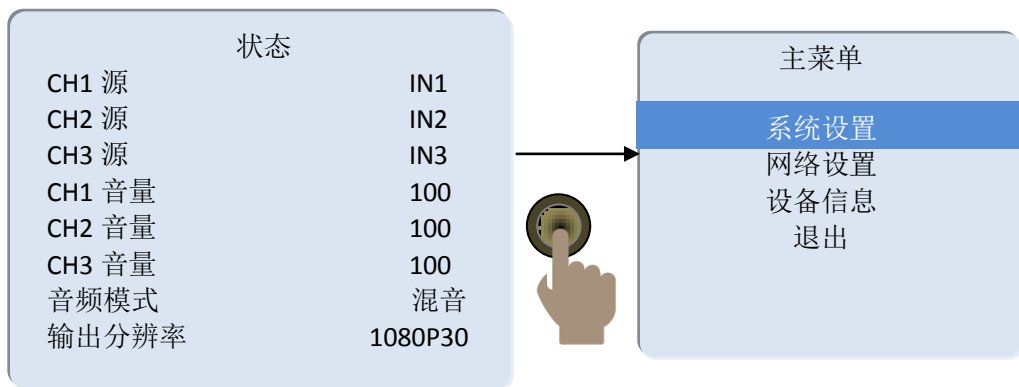 状态
CH1 源 IN1
CH2 源 IN2
CH3 源 IN3
CH1 音量 100
CH2 音量 100
CH3 音量 100
音频模式 混音
输出分辨率 1080P30
主菜单
系统设置
网络设置
设备信息
退出